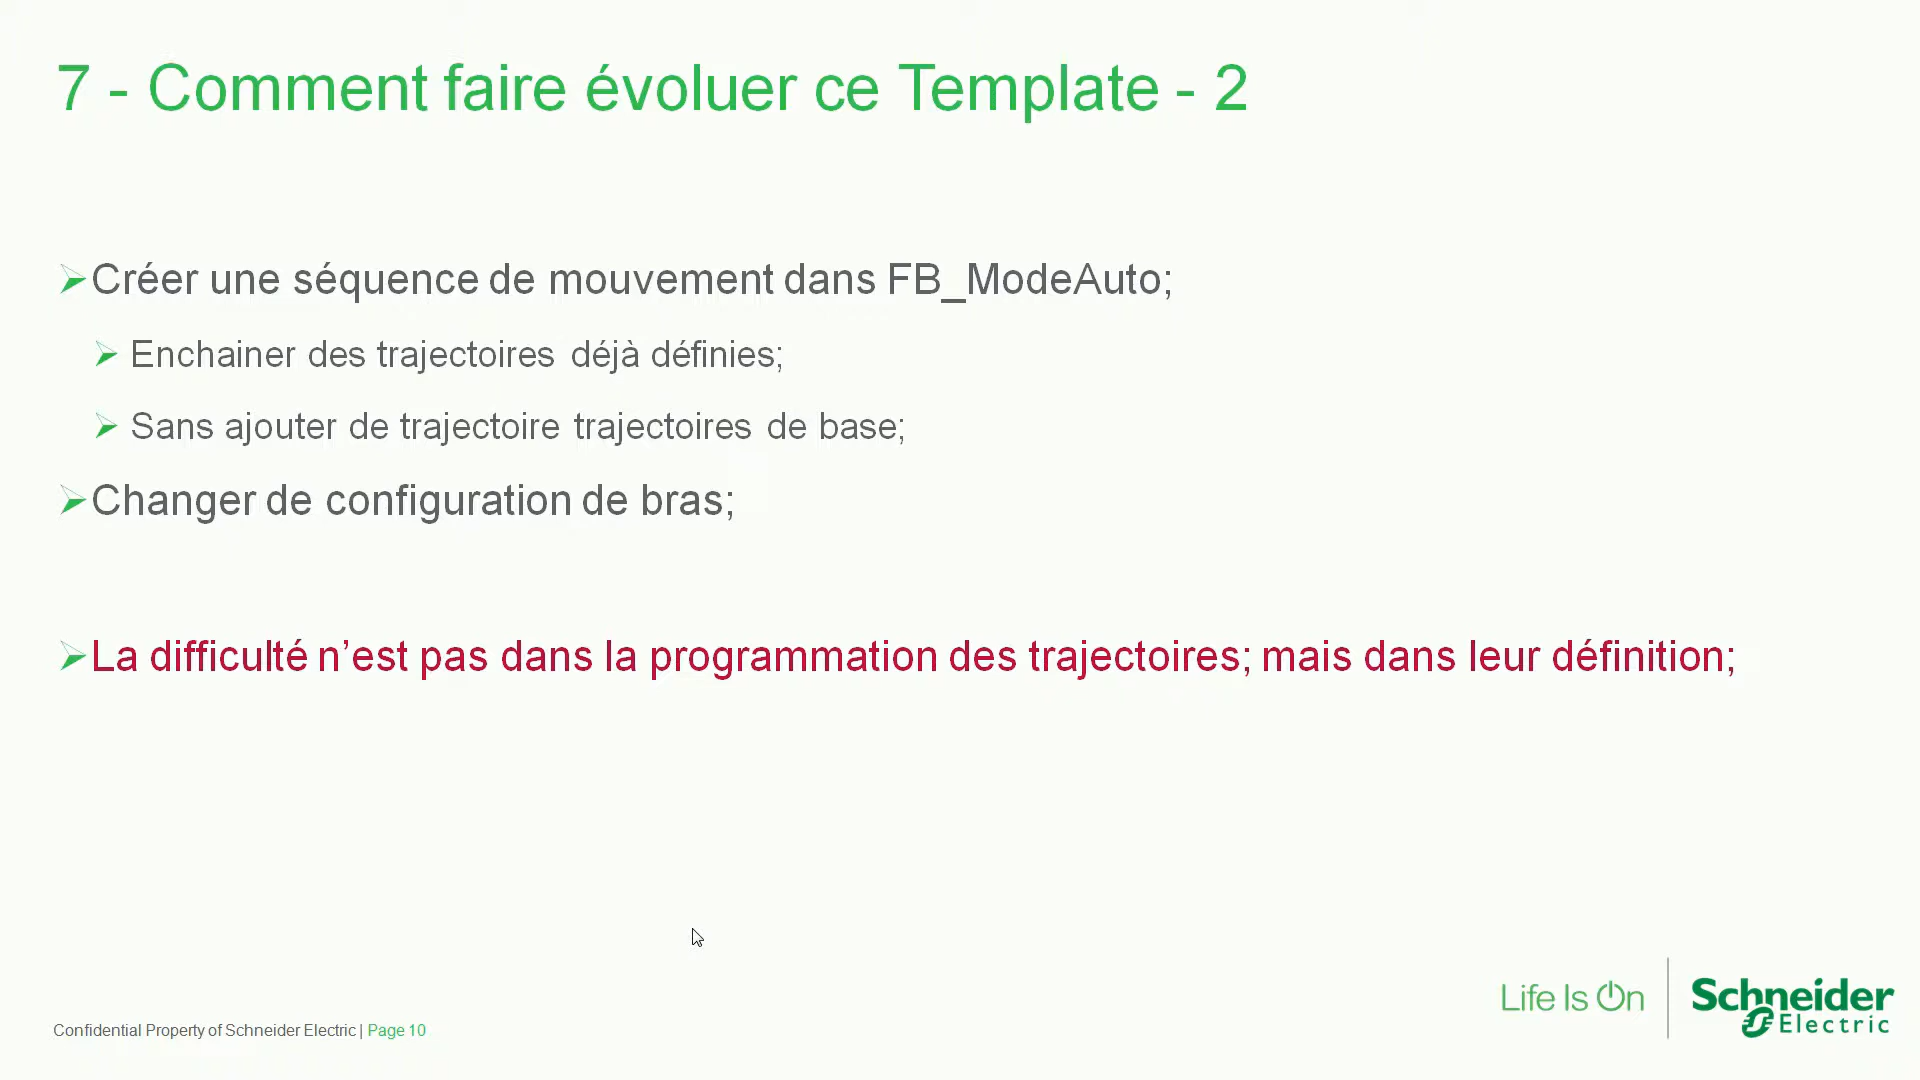 7 - Comment faire évoluer ce Template - 2
Créer une séquence de mouvement dans FB_ModeAuto;
Enchainer des trajectoires déjà définies;
Sans ajouter de trajectoire trajectoires de base;
Changer de configuration de bras;
La difficulté n’est pas dans la programmation des trajectoires; mais dans leur définition;
Life Is On
Schneider
Electric
Confidential Property of Schneider Electric | Page 10